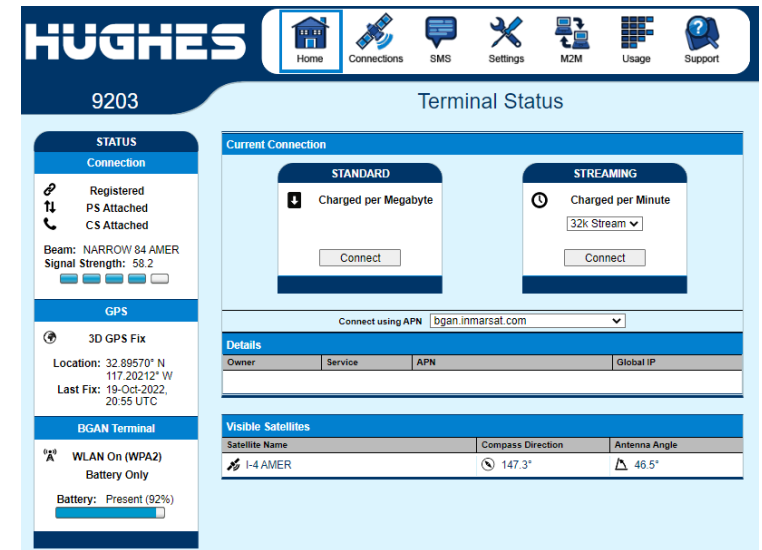 HUGHES
Home
Connections
SMS
Settings
M2M
Usage
Support
9203
Terminal Status
STATUS
Connection
Registered
PS Attached
CS Attached
Beam: NARROW 84 AMER
Signal Strength: 58.2
GPS
3D GPS Fix
Location: 32.89570° N
117.20212° W
Last Fix: 19-Oct-2022,
20:55 UTC
BGAN Terminal
WLAN On (WPA2)
Battery Only
Battery: Present (92%)
Current Connection
STANDARD
Charged per Megabyte
Connect
STREAMING
Charged per Minute
32k Stream
Connect
Connect using APN bgan.inmarsat.com
Details
Owner Service APN Global IP
Visible Satellites
Satellite Name Compass Direction Antenna Angle
I-4 AMER 147.3° 46.5°